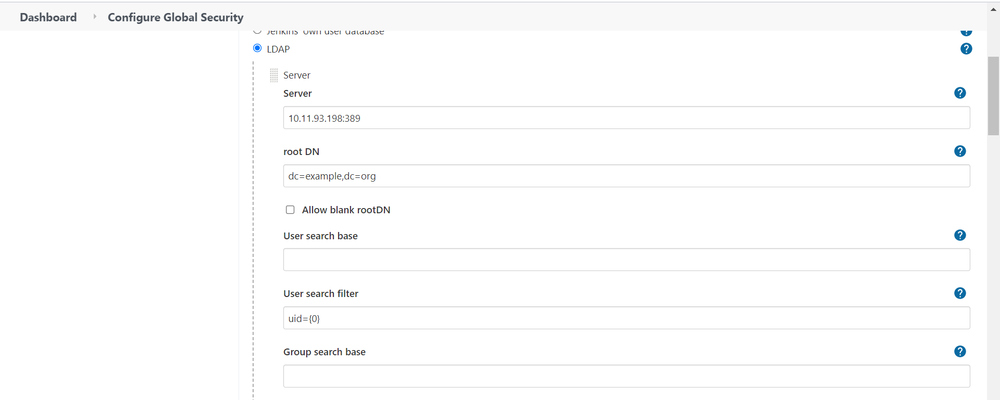 Dashboard Configure Global Security
Jenkins' own user database
?
LDAP
?
Server
Server
?
10.11.93.198:389
root DN
?
dc=example,dc=org
Allow blank rootDN
User search base
?
User search filter
?
uid={0}
Group search base
?